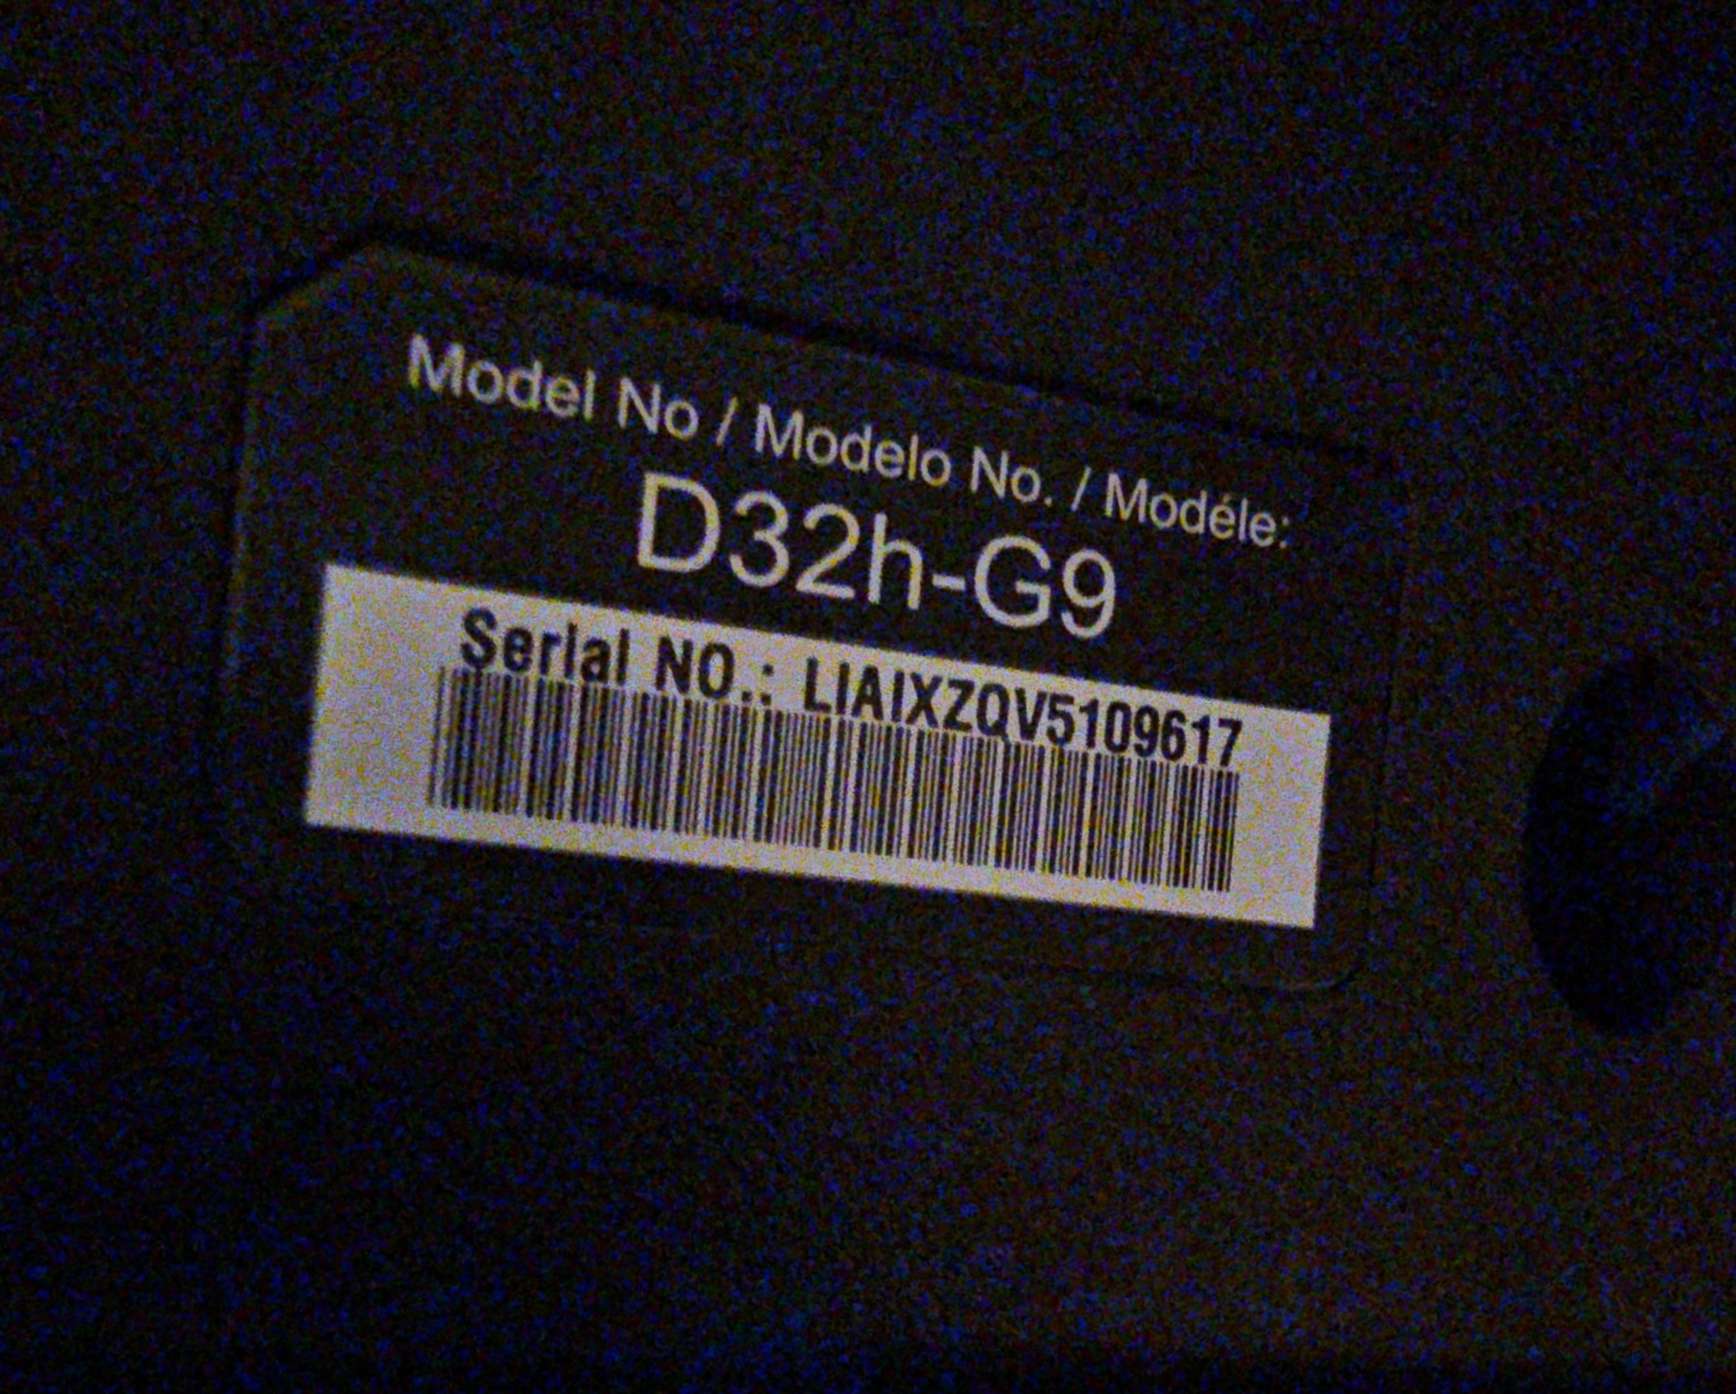 Model No / Modelo No. / Modéle:
D32h-G9
Serial NO.: LIAIXZQV5109617